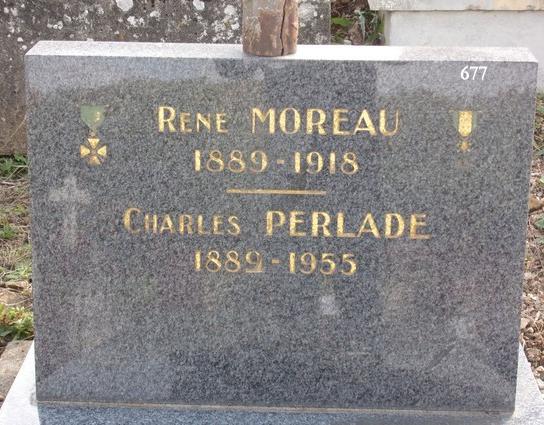 677
RENE MOREAU
1889-1918
CHARLES PERLADE
1889-1955